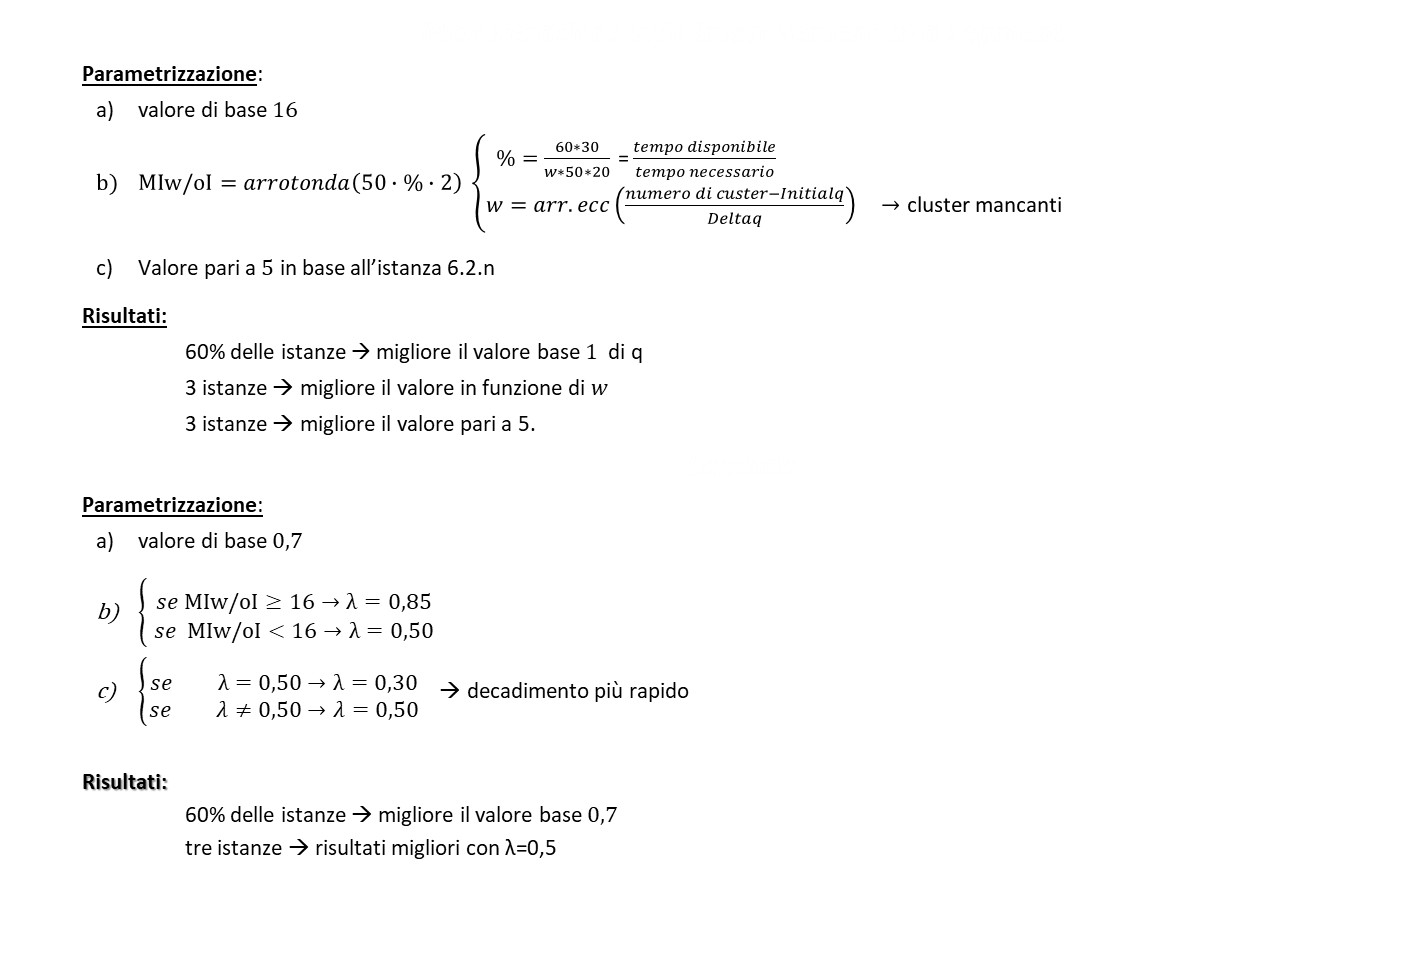 Parametrizzazione:
a) valore di base 16
b) MIw/oI = arrotonda(50 · % · 2) { % = 60*30 / w*50*20 = tempo disponibile / tempo necessario
w = arr. ecc (numero di custer−Initialq / Deltaq) → cluster mancanti
c) Valore pari a 5 in base all’istanza 6.2.n
Risultati:
60% delle istanze → migliore il valore base 1 di q
3 istanze → migliore il valore in funzione di w
3 istanze → migliore il valore pari a 5.
Parametrizzazione:
a) valore di base 0,7
b) { se MIw/oI ≥ 16 → λ = 0,85
se MIw/oI < 16 → λ = 0,50
c) { se λ = 0,50 → λ = 0,30 → decadimento più rapido
se λ ≠ 0,50 → λ = 0,50
Risultati:
60% delle istanze → migliore il valore base 0,7
tre istanze → risultati migliori con λ=0,5